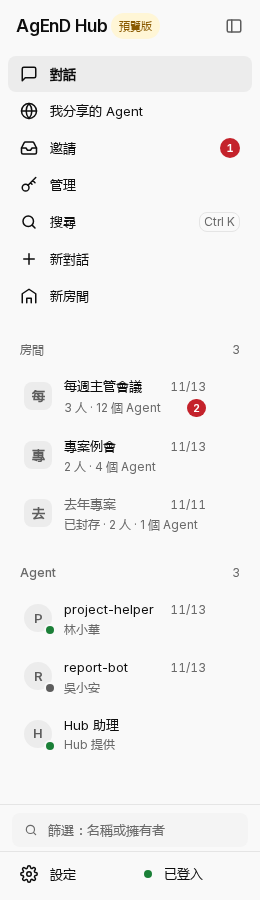 AgEnD Hub 預覽版
對話
我分享的 Agent
邀請 1
管理
搜尋 Ctrl K
新對話
新房間
房間 3
每 每週主管會議 11/13
3 人 · 12 個 Agent 2
專 專案例會 11/13
2 人 · 4 個 Agent
去 去年專案 11/11
已封存 · 2 人 · 1 個 Agent
Agent 3
P project-helper 11/13
林小華
R report-bot 11/13
吳小安
H Hub 助理
Hub 提供
篩選：名稱或擁有者
設定 已登入